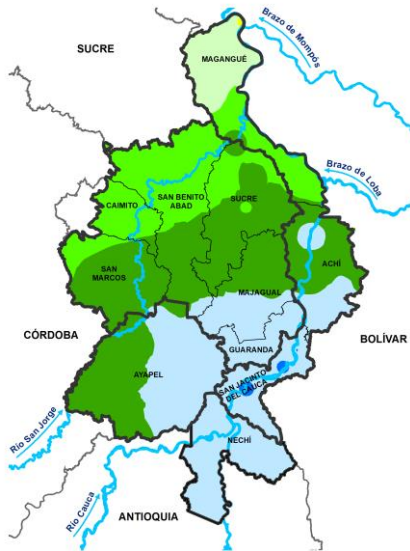 Brazo de Mompós
SUCRE
MAGANGUÉ
Brazo de Loba
SAN BENITO
ABAD
SUCRE
CAIMITO
ACHÍ
SAN
MARCOS
MAJAGUAL
CÓRDOBA
BOLÍVAR
GUARANDA
AYAPEL
SAN JACINTO
DEL CAUCA
Río San Jorge
NECHÍ
Río Cauca
ANTIOQUIA